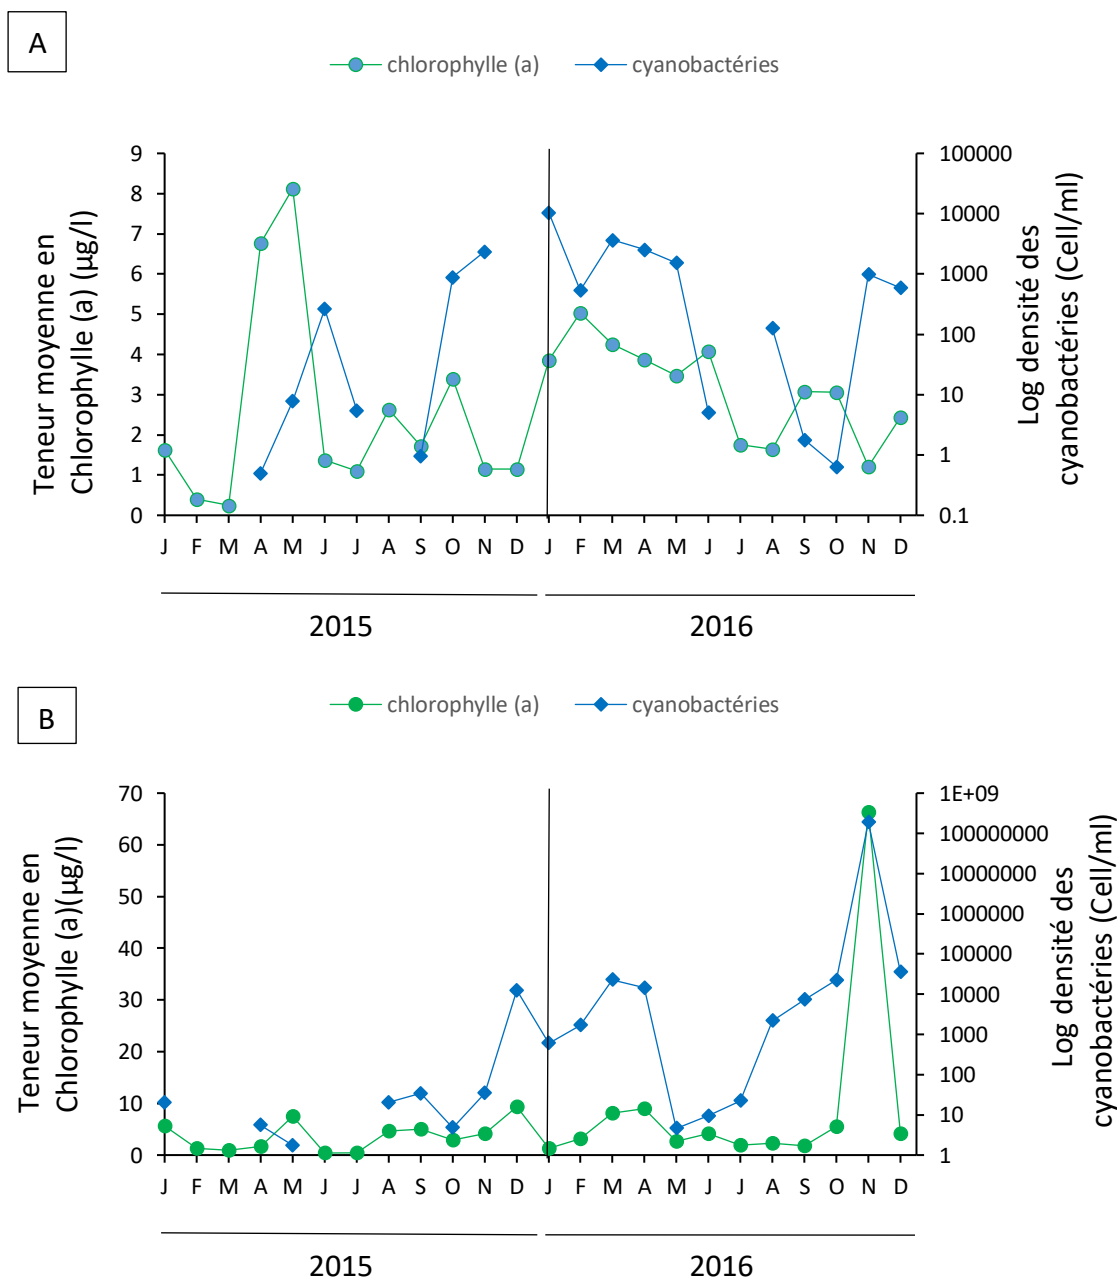 A
chlorophylle (a) cyanobactéries
Teneur moyenne en
Chlorophylle (a) (µg/l)
9
8
7
6
5
4
3
2
1
0
100000
10000
1000
100
10
1
0.1
Log densité des
cyanobactéries (Cell/ml)
J F M A M J J A S O N D J F M A M J J A S O N D
2015 2016
B
chlorophylle (a) cyanobactéries
Teneur moyenne en
Chlorophylle (a)(µg/l)
70
60
50
40
30
20
10
0
1E+09
100000000
10000000
1000000
100000
10000
1000
100
10
1
Log densité des
cyanobactéries (Cell/ml)
J F M A M J J A S O N D J F M A M J J A S O N D
2015 2016